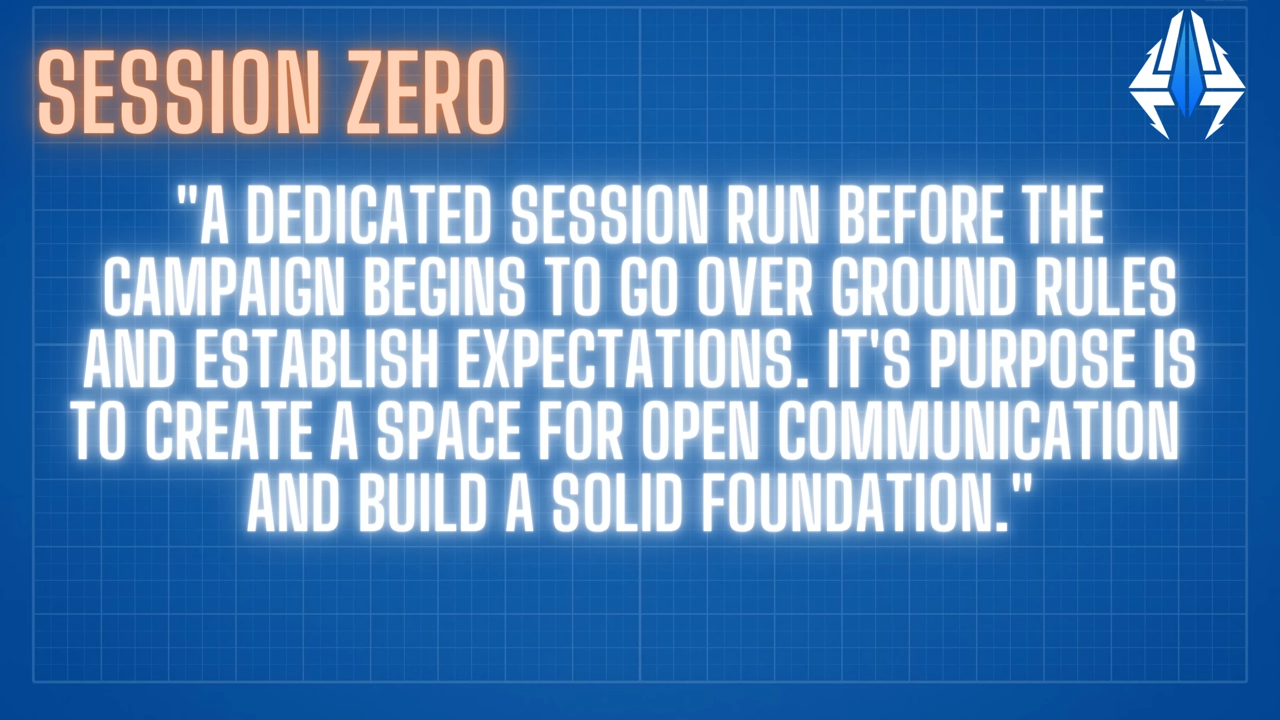 SESSION ZERO
"A DEDICATED SESSION RUN BEFORE THE
CAMPAIGN BEGINS TO GO OVER GROUND RULES
AND ESTABLISH EXPECTATIONS. IT'S PURPOSE IS
TO CREATE A SPACE FOR OPEN COMMUNICATION
AND BUILD A SOLID FOUNDATION."